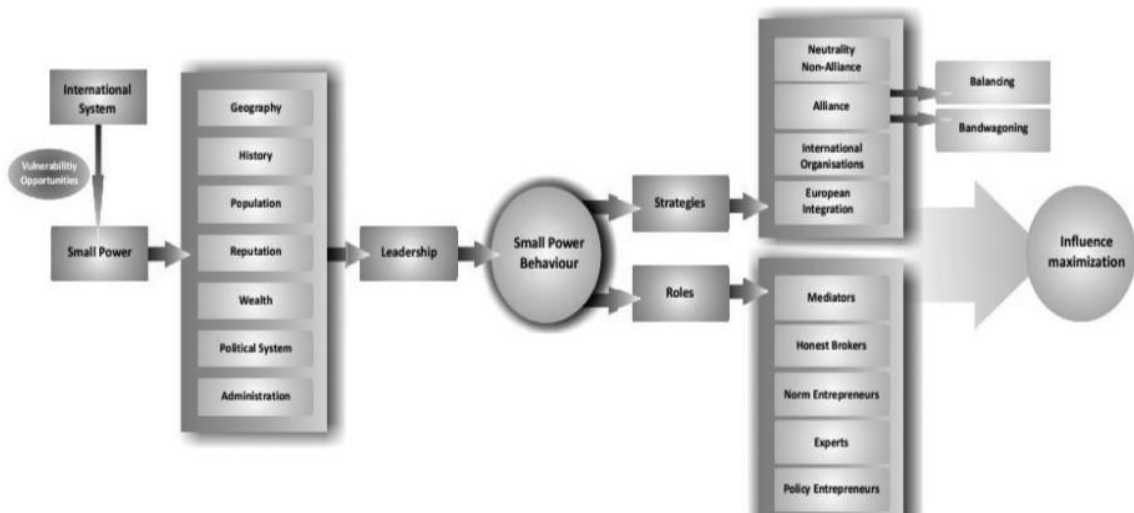 International
System
Vulnerabilitiy
Opportunities
Small Power
Geography
History
Population
Reputation
Wealth
Political System
Administration
Leadership
Small Power
Behaviour
Strategies
Roles
Neutrality
Non-Alliance
Alliance
International
Organisations
European
Integration
Balancing
Bandwagoning
Mediators
Honest Brokers
Norm Entrepreneurs
Experts
Policy Entrepreneurs
Influence
maximization